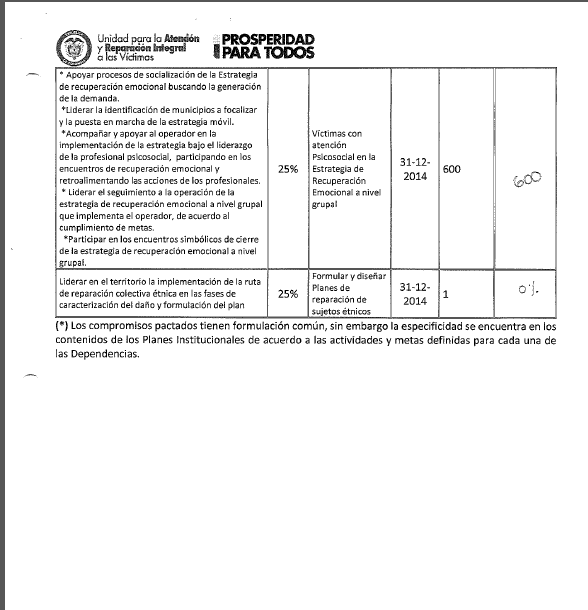 Unidad para la Atención
y Reparación Integral
a las Víctimas
PROSPERIDAD
PARA TODOS
* Apoyar procesos de socialización de la Estrategia
de recuperación emocional buscando la generación
de la demanda.
*Liderar la identificación de municipios a focalizar
y la puesta en marcha de la estrategia móvil.
*Acompañar y apoyar al operador en la
implementación de la estrategia bajo el liderazgo
de la profesional psicosocial, participando en los
encuentros de recuperación emocional y
retroalimentando las acciones de los profesionales.
* Liderar el seguimiento a la operación de la
estrategia de recuperación emocional a nivel grupal
que implementa el operador, de acuerdo al
cumplimiento de metas.
*Participar en los encuentros simbólicos de cierre
de la estrategia de recuperación emocional a nivel
grupal.
25%
Víctimas con
atención
Psicosocial en la
Estrategia de
Recuperación
Emocional a nivel
grupal
31-12-
2014
600
600
Liderar en el territorio la implementación de la ruta
de reparación colectiva étnica en las fases de
caracterización del daño y formulación del plan
25%
Formular y diseñar
Planes de
reparación de
sujetos étnicos
31-12-
2014
1
0%
(*) Los compromisos pactados tienen formulación común, sin embargo la especificidad se encuentra en los
contenidos de los Planes Institucionales de acuerdo a las actividades y metas definidas para cada una de
las Dependencias.